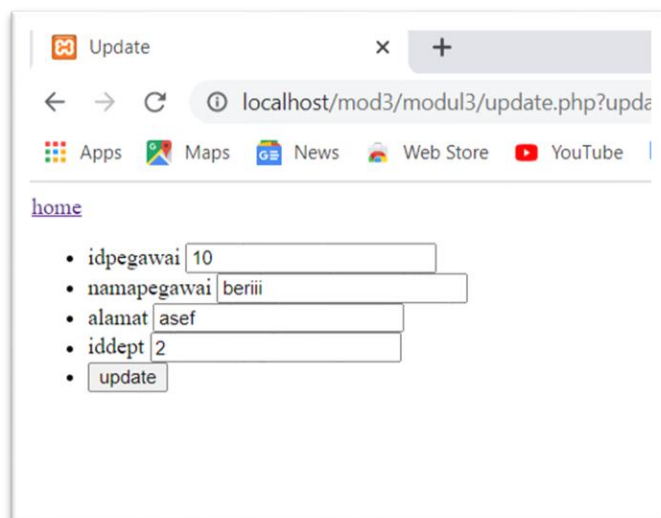 Update
localhost/mod3/modul3/update.php?upda
Apps Maps News Web Store YouTube
home
idpegawai 10
namapegawai beriii
alamat asef
iddept 2
update